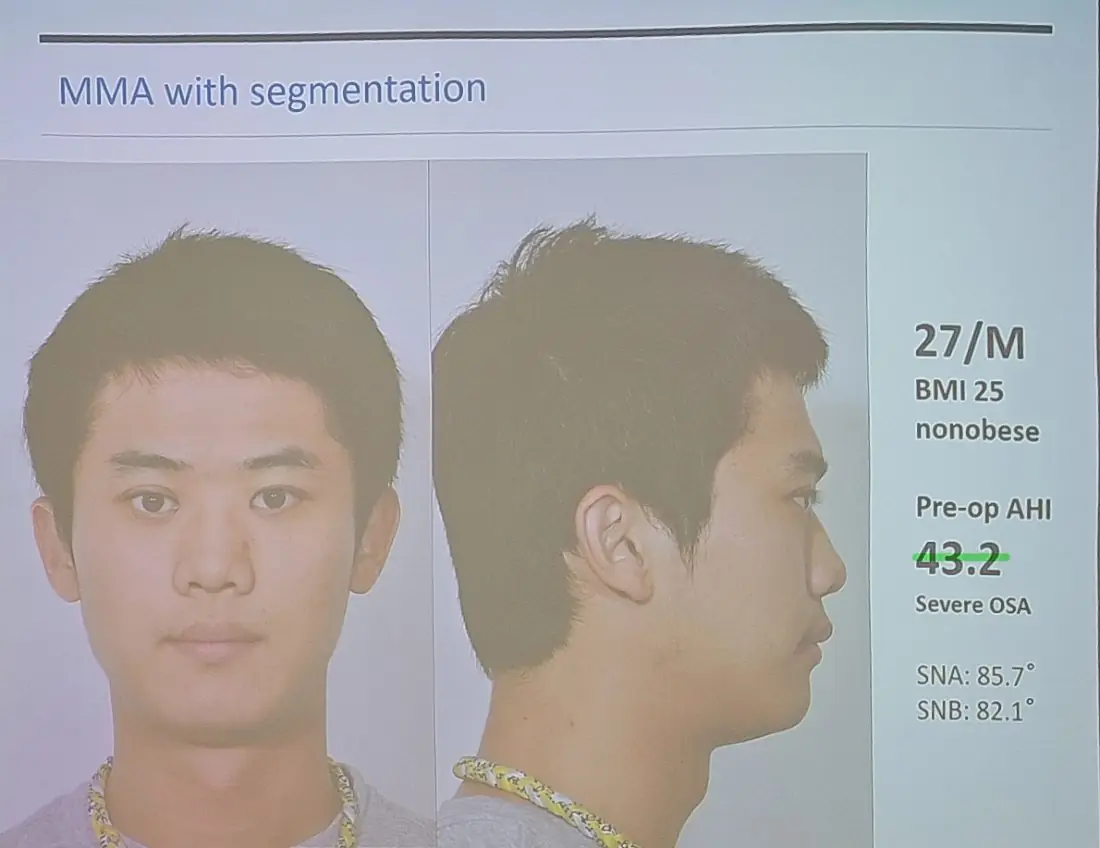 MMA with segmentation
27/M
BMI 25
nonobese
Pre-op AHI
43.2
Severe OSA
SNA: 85.7°
SNB: 82.1°